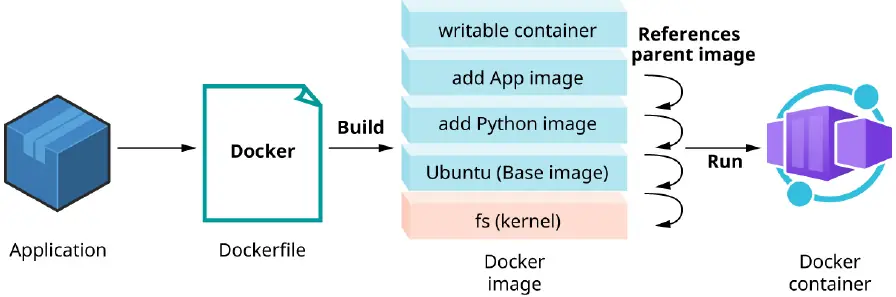 writable container
References
parent image
add App image
add Python image
Docker
Build
Ubuntu (Base image)
Run
fs (kernel)
Application
Dockerfile
Docker
image
Docker
container